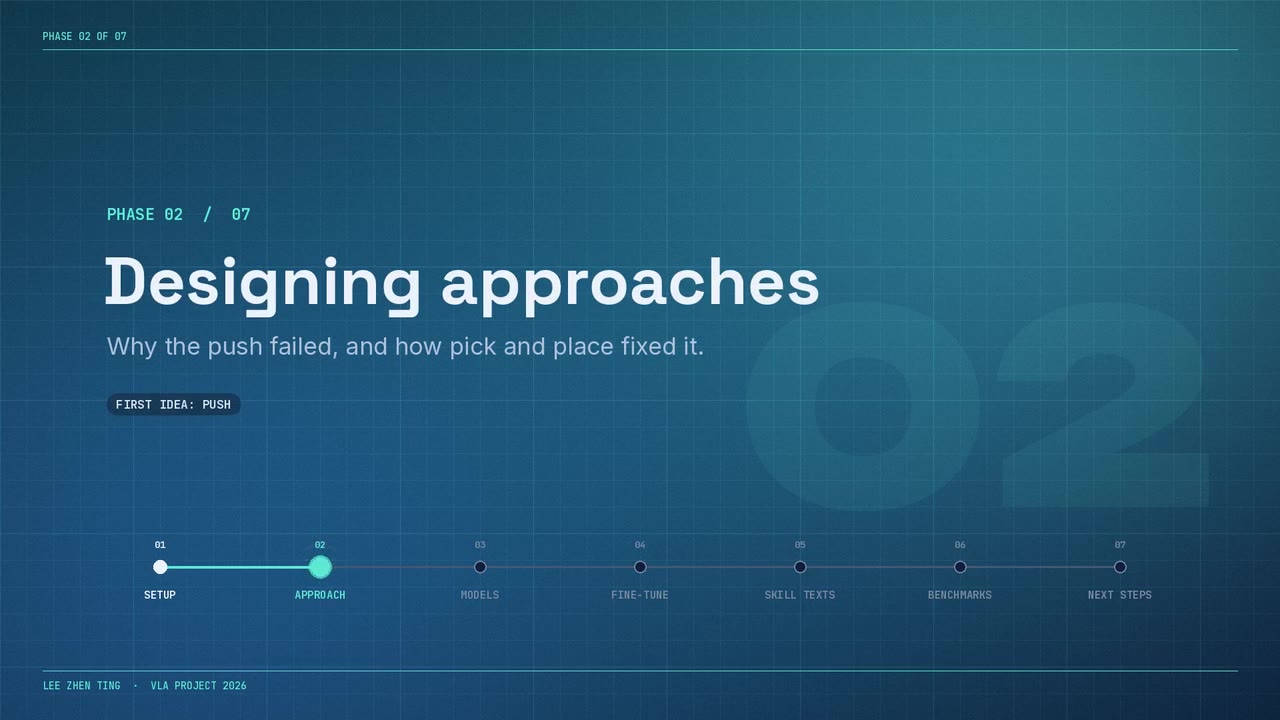 PHASE 02 OF 07
PHASE 02 / 07
Designing approaches
Why the push failed, and how pick and place fixed it.
FIRST IDEA: PUSH
02
01 02 03 04 05 06 07
SETUP APPROACH MODELS FINE-TUNE SKILL TEXTS BENCHMARKS NEXT STEPS
LEE ZHEN TING · VLA PROJECT 2026